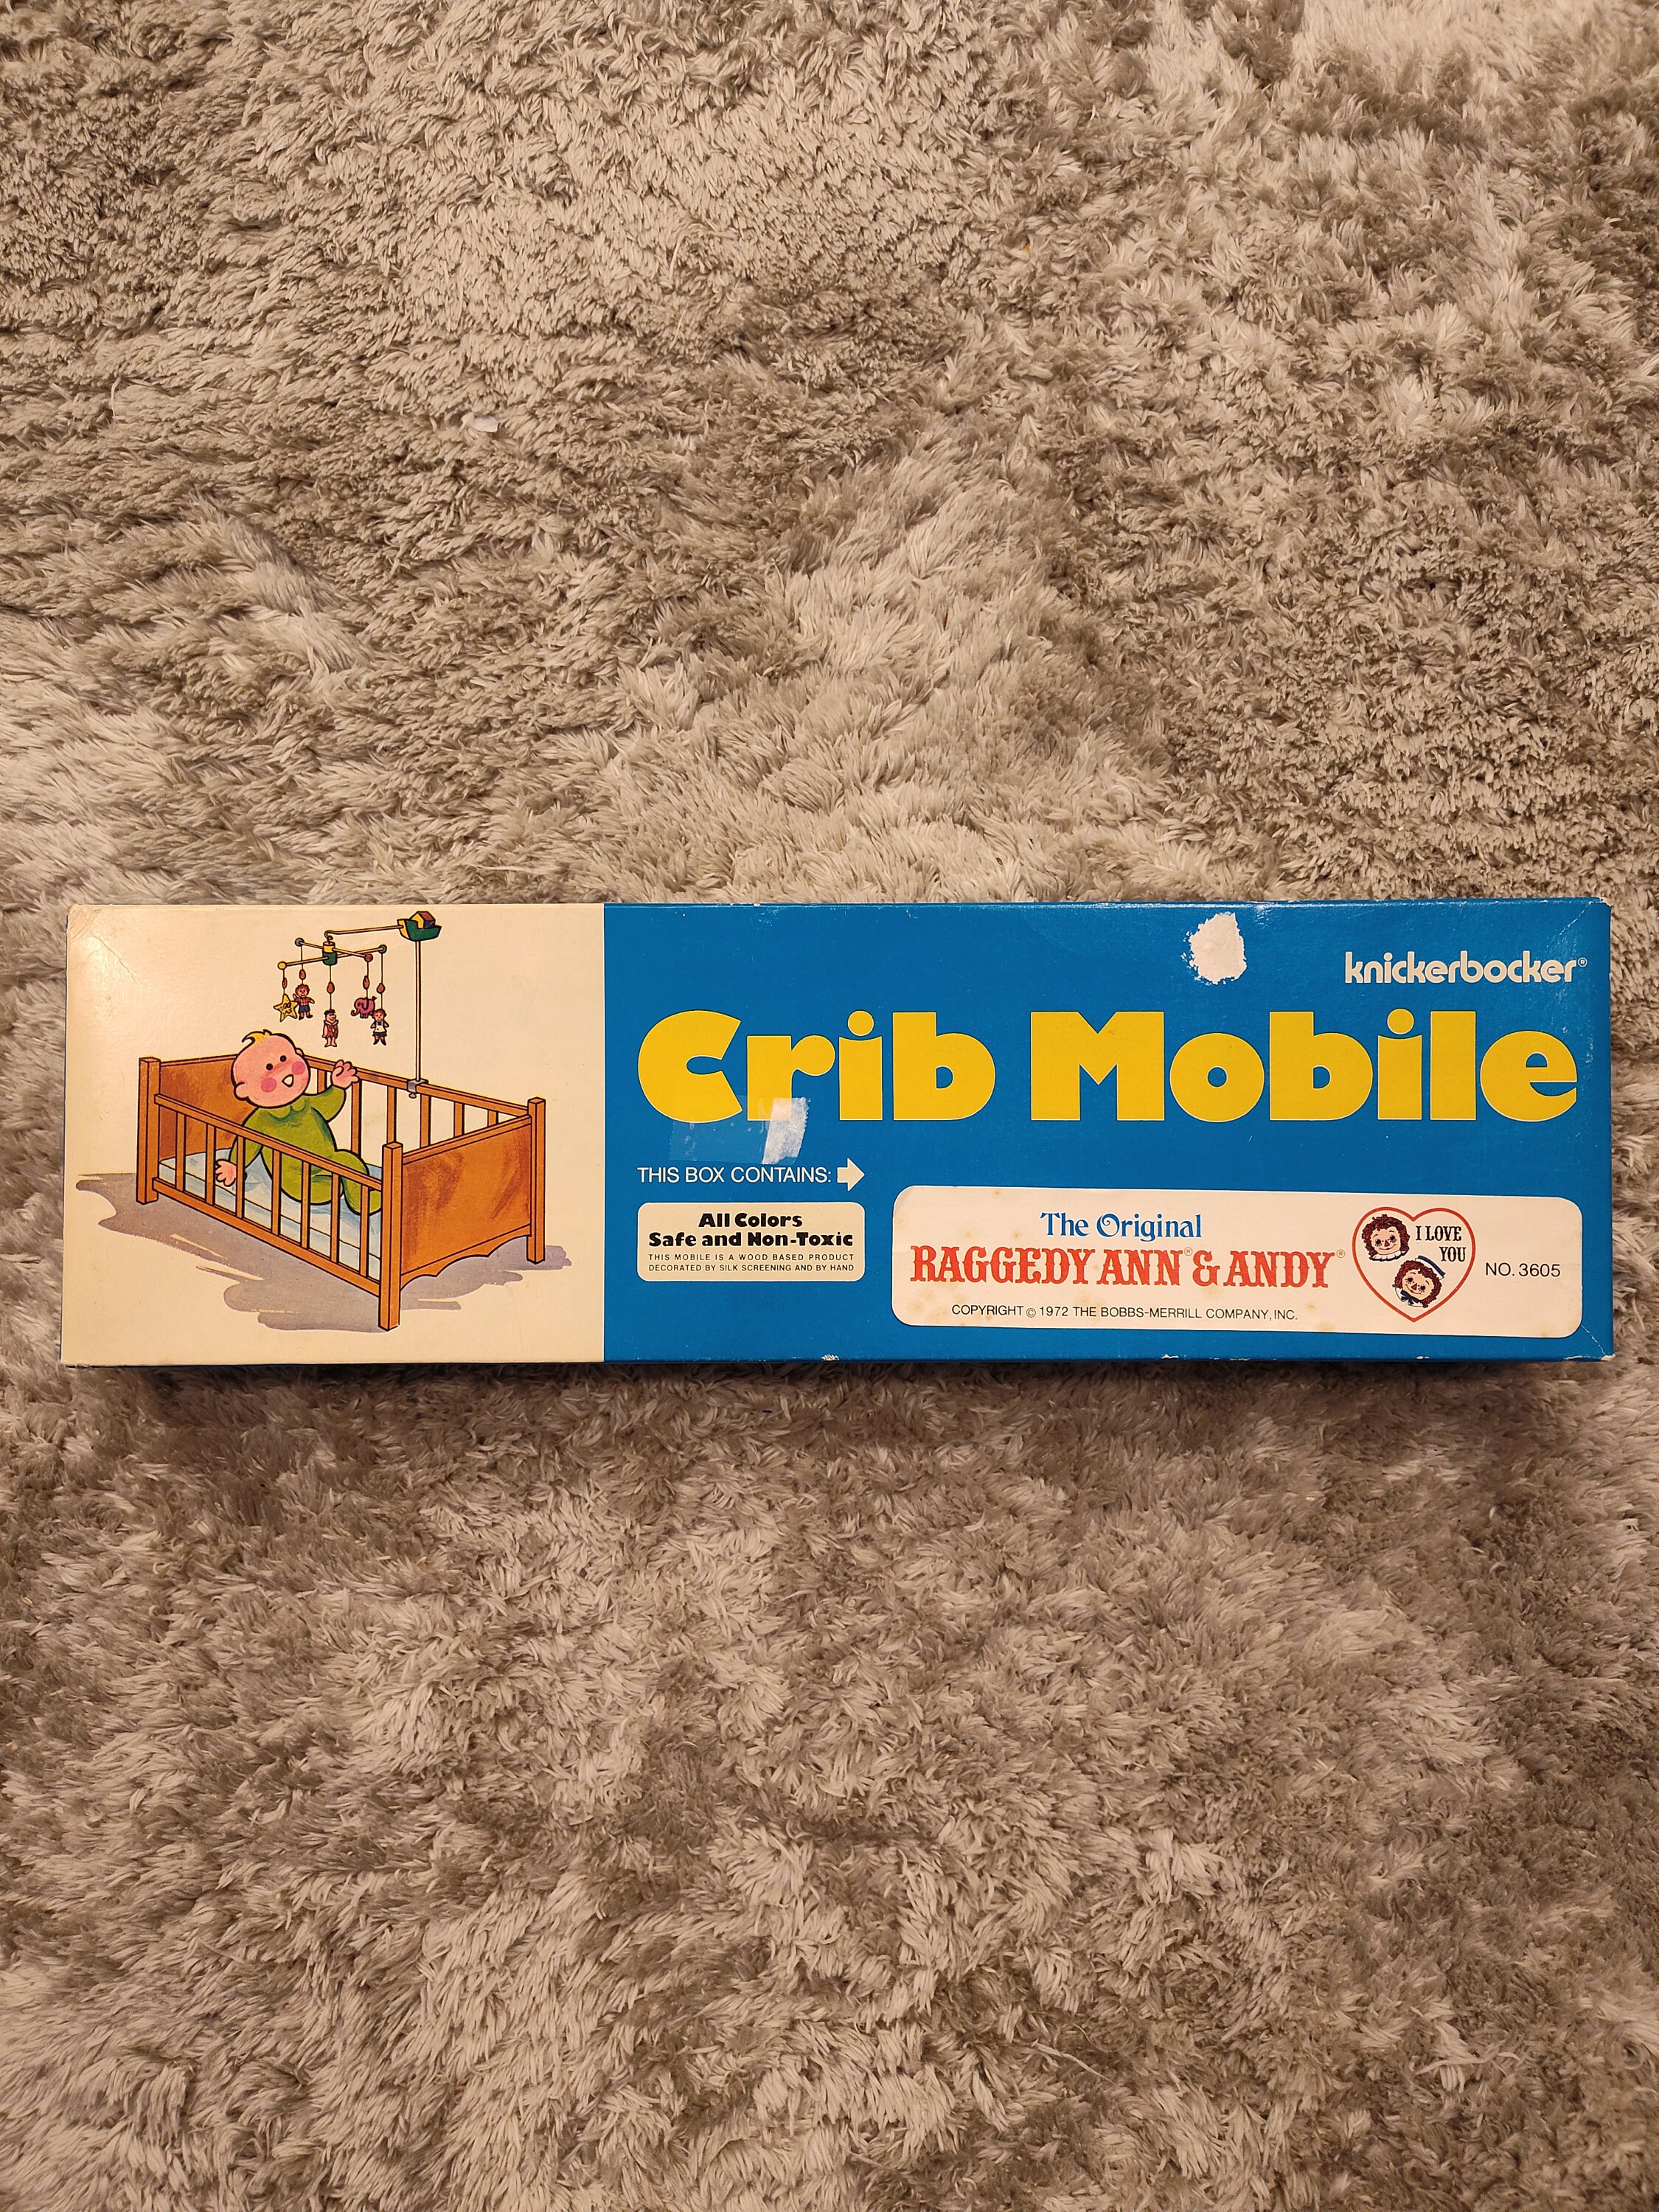 knickerbocker®
Crib Mobile
THIS BOX CONTAINS:
All Colors
Safe and Non-Toxic
THIS MOBILE IS A WOOD BASED PRODUCT
DECORATED BY SILK SCREENING AND BY HAND
The Original
RAGGEDY ANN® & ANDY®
COPYRIGHT © 1972 THE BOBBS-MERRILL COMPANY, INC.
I LOVE
YOU
NO. 3605